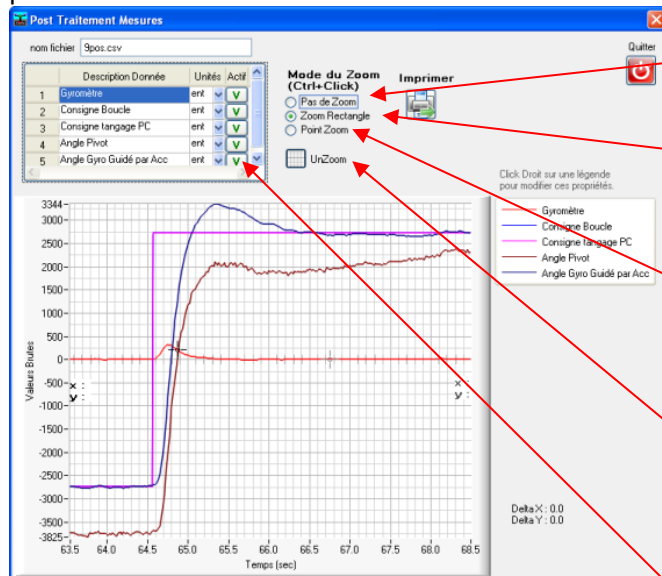 Post Traitement Mesures
nom fichier 9pos.csv
Quitter
Description Donnée Unités Actif
1 Gyromètre ent V
2 Consigne Boucle ent V
3 Consigne tangage PC ent V
4 Angle Pivot ent V
5 Angle Gyro Guidé par Acc ent V
Mode du Zoom
(Ctrl+Click)
Pas de Zoom
Zoom Rectangle
Point Zoom
UnZoom
Imprimer
Click Droit sur une légende
pour modifier ces propriétés.
Gyromètre
Consigne Boucle
Consigne tangage PC
Angle Pivot
Angle Gyro Guidé par Acc
Valeurs Brutes
3344
3000
2500
2000
1500
1000
500
0
-500
-1000
-1500
-2000
-2500
-3000
-3500
-3825
x :
y :
x :
y :
63.5 64.0 64.5 65.0 65.5 66.0 66.5 67.0 67.5 68.0 68.5
Temps (sec)
Delta X : 0.0
Delta Y : 0.0